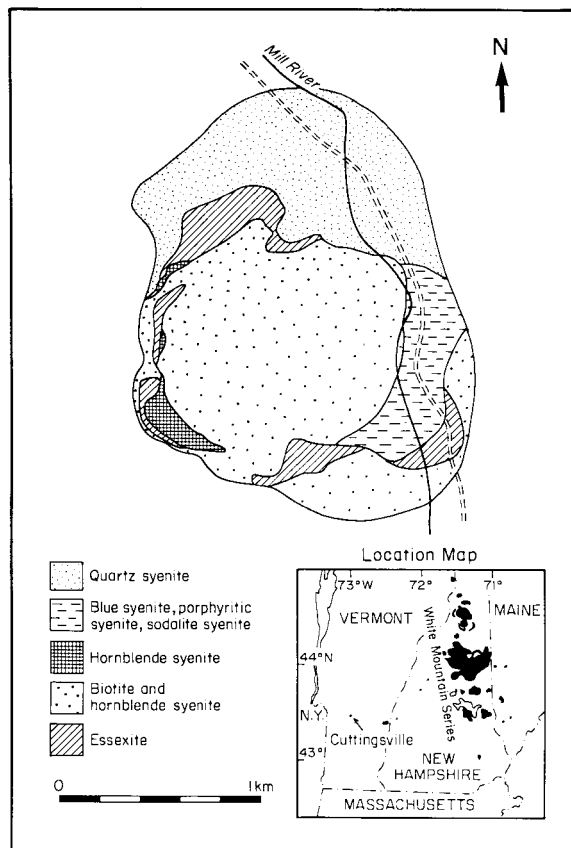 N
Mill River
Quartz syenite
Blue syenite, porphyritic
syenite, sodalite syenite
Hornblende syenite
Biotite and
hornblende syenite
Essexite
0 1km
Location Map
73°W 72° 71°
VERMONT
MAINE
White Mountain Series
44°N
N.Y.
Cuttingsville
43°
NEW
HAMPSHIRE
MASSACHUSETTS